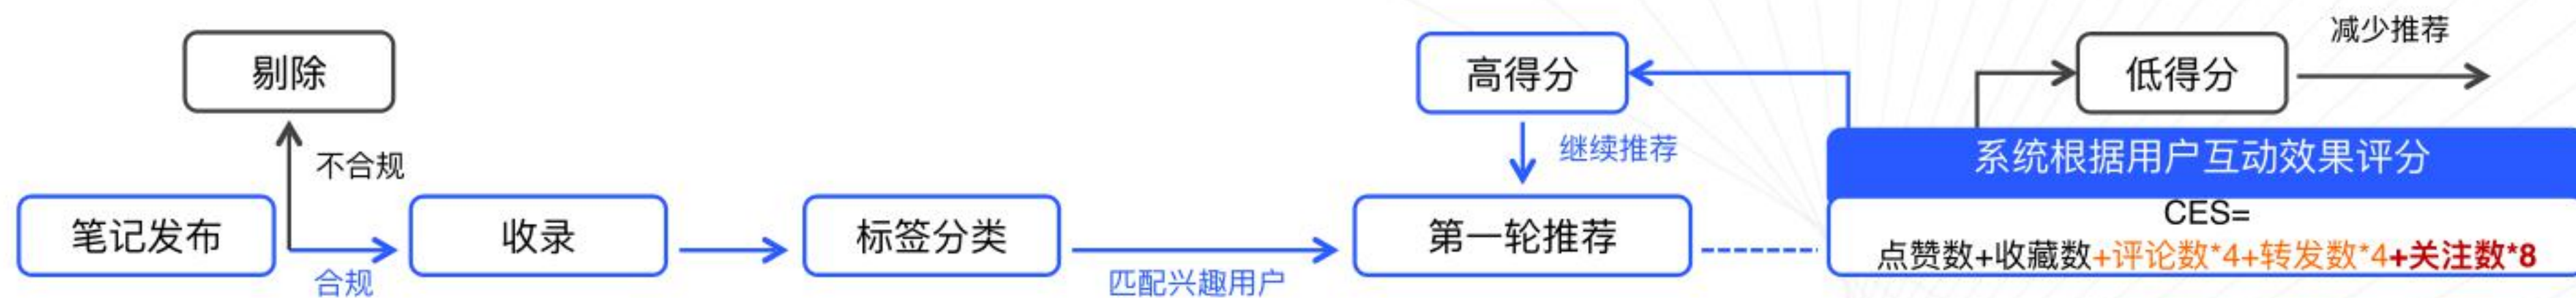 剔除
高得分
低得分
减少推荐
不合规
继续推荐
系统根据用户互动效果评分
笔记发布
收录
标签分类
第一轮推荐
CES=
点赞数+收藏数+评论数*4+转发数*4+关注数*8
合规
匹配兴趣用户